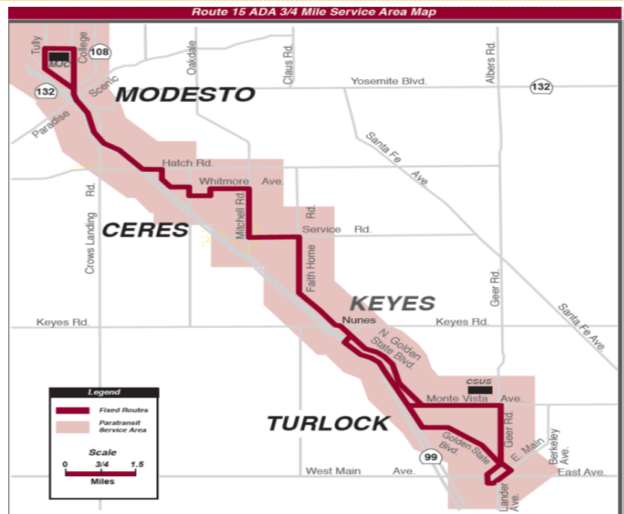 Route 15 ADA 3/4 Mile Service Area Map
Tully
College
MJC
108
132
Scenic
Paradise
Oakdale
Claus Rd.
Albers Rd.
Yosemite Blvd.
132
MODESTO
Santa Fe Ave.
Hatch Rd.
Whitmore Ave.
Crows Landing Rd.
CERES
Mitchell Rd.
Service Rd.
Faith Home Rd.
Geer Rd.
KEYES
Santa Fe Ave.
Keyes Rd.
Nunes
Keyes Rd.
N. Golden
State Blvd.
CSUS
Monte Vista Ave.
TURLOCK
Geer Rd.
Golden State
Blvd.
E. Main
Berkeley
Ave.
99
West Main Ave.
East Ave.
Lander
Ave.
Legend
Fixed Routes
Paratransit
Service Area
Scale
0 3/4 1.5
Miles